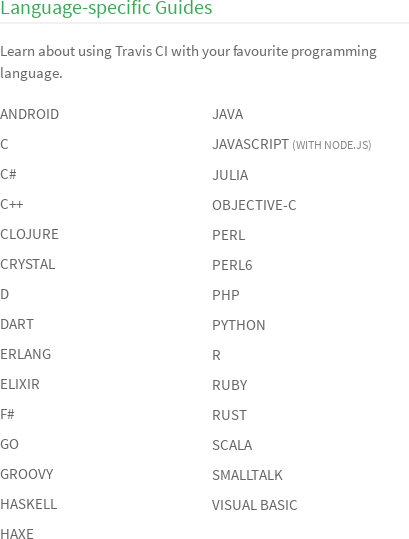 Language-specific Guides
Learn about using Travis CI with your favourite programming
language.
ANDROID
C
C#
C++
CLOJURE
CRYSTAL
D
DART
ERLANG
ELIXIR
F#
GO
GROOVY
HASKELL
HAXE
JAVA
JAVASCRIPT (WITH NODE.JS)
JULIA
OBJECTIVE-C
PERL
PERL6
PHP
PYTHON
R
RUBY
RUST
SCALA
SMALLTALK
VISUAL BASIC